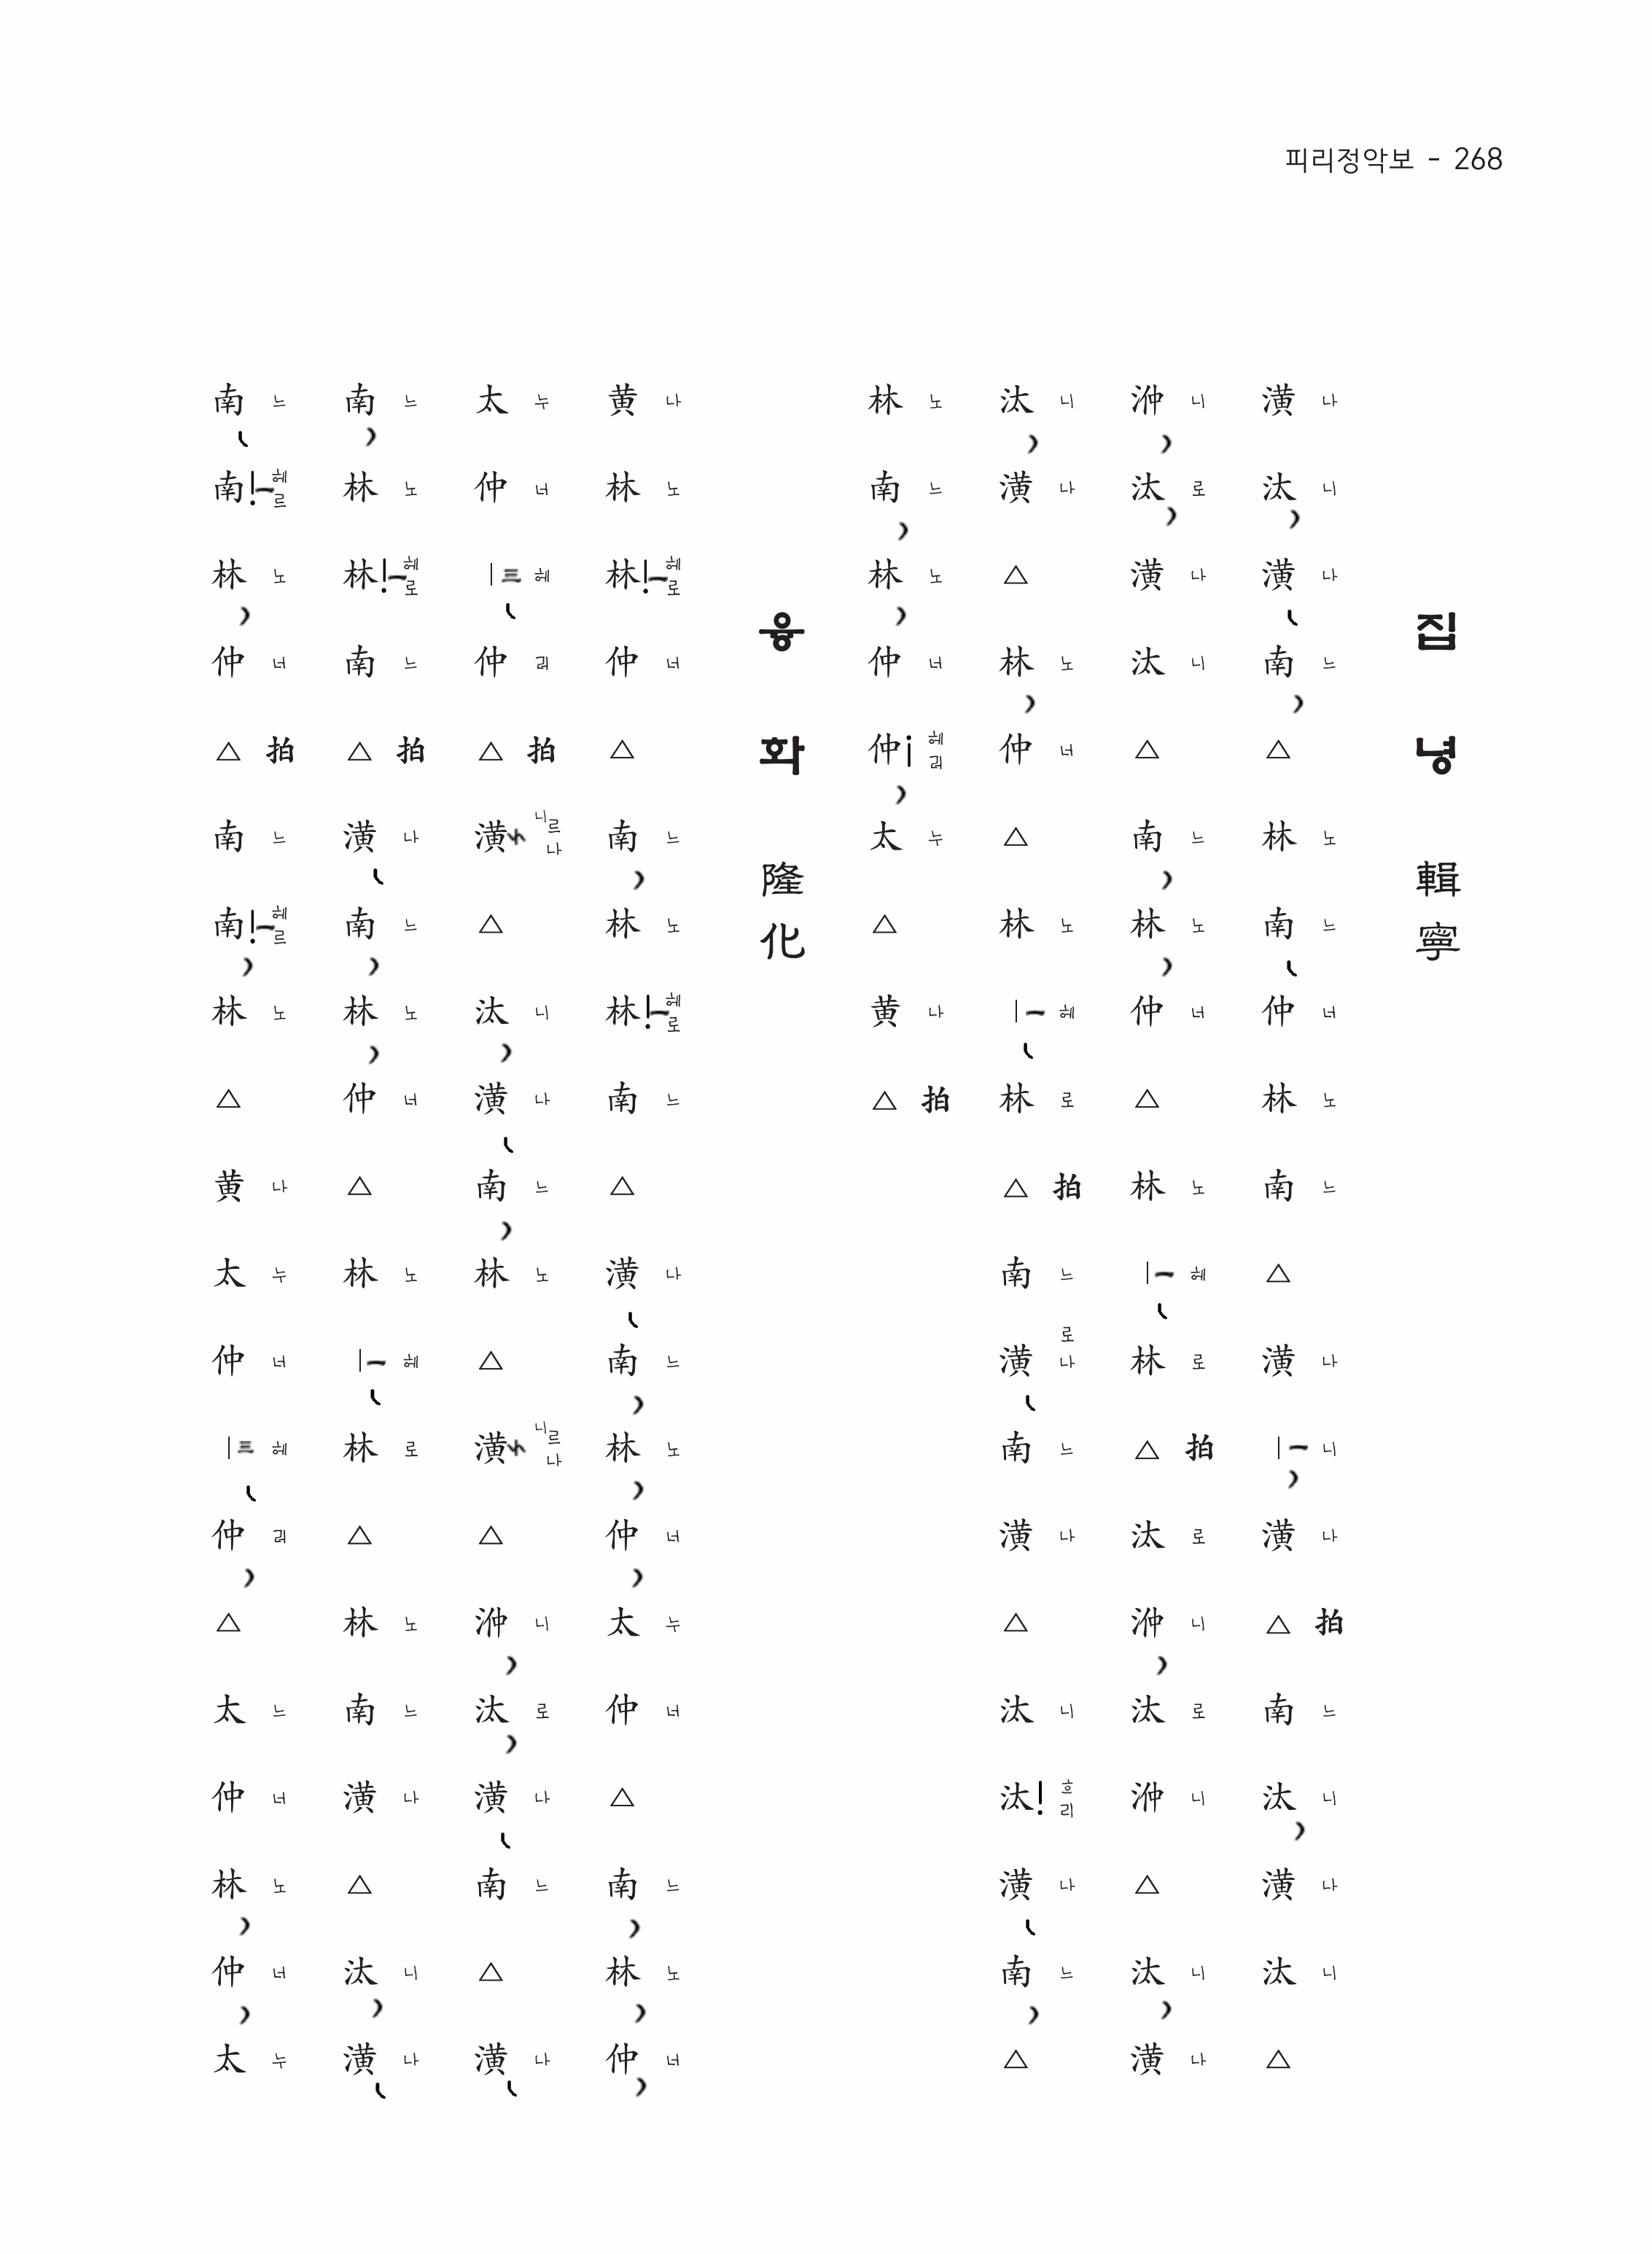 피리정악보 - 268
집녕 輯寧
潢 나 汰 니 潢 나 南 느 △ 林 노 南 느 仲 너 林 노 南 느 △ 潢 나 니 潢 나 △ 拍 南 느 汰 니 潢 나 汰 니 △
㳞 니 汰 로 潢 나 汰 니 △ 南 느 林 노 仲 너 △ 林 노 헤 林 로 △ 拍 汰 로 㳞 니 汰 로 㳞 니 △ 汰 니 潢 나
汰 니 潢 나 △ 林 노 仲 너 △ 林 노 헤 林 로 △ 拍 南 느 潢 로나 南 느 潢 나 △ 汰 니 汰 흐리 潢 나 南 느 △
林 노 南 느 林 노 仲 너 仲 헤러 太 누 △ 黄 나 △ 拍
융화 隆化
黄 나 林 노 林 헤로 仲 너 △ 南 느 林 노 林 헤로 南 느 △ 潢 나 南 느 林 노 仲 너 太 누 仲 너 △ 南 느 林 노 仲 너
太 누 仲 너 三 헤 仲 러 △ 拍 潢 니르나 △ 汰 니 潢 나 南 느 林 노 △ 潢 니르나 △ 㳞 니 汰 로 潢 나 南 느 △ 潢 나
南 느 林 노 林 헤로 南 느 △ 拍 潢 나 南 느 林 노 仲 너 △ 林 노 헤 林 로 △ 林 노 南 느 潢 나 △ 汰 니 潢 나
南 느 南 헤르 林 노 仲 너 △ 拍 南 느 南 헤르 林 노 △ 黄 나 太 누 仲 너 三 헤 仲 러 △ 太 느 仲 너 林 노 仲 너 太 누